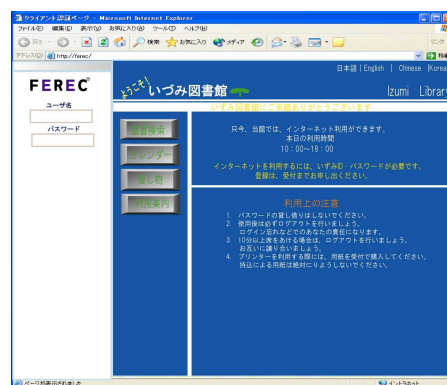 クライアント認証ページ - Microsoft Internet Explorer
ファイル(F) 編集(E) 表示(V) お気に入り(A) ツール(T) ヘルプ(H)
戻る 検索 お気に入り メディア
アドレス(D) http://ferec/ 移動
日本語 | English | Chinese |Korea
FEREC
ユーザ名
パスワード
ようこそ! いづみ図書館
Izumi Library
いづみ図書館にご来館ありがとうございます
蔵書検索
カレンダー
催し物
利用案内
只今、当館では、インターネット利用ができます。
本日の利用時間
10:00~18:00
インターネットを利用するには、いずみID・パスワードが必要です。
登録は、受付までお申し出ください。
利用上の注意
1. パスワードの貸し借りはしないでください。
2. 使用後は必ずログアウトを行いましょう。
ログイン忘れなどでのあなたの責任になります。
3. 10分以上席をあける場合は、ログアウトを行いましょう。
お互いに譲り合いましょう。
4. プリンターを利用する際には、用紙を受付で購入してください。
持込による用紙は絶対にりようしないでください。
ページが表示されました
イントラネット